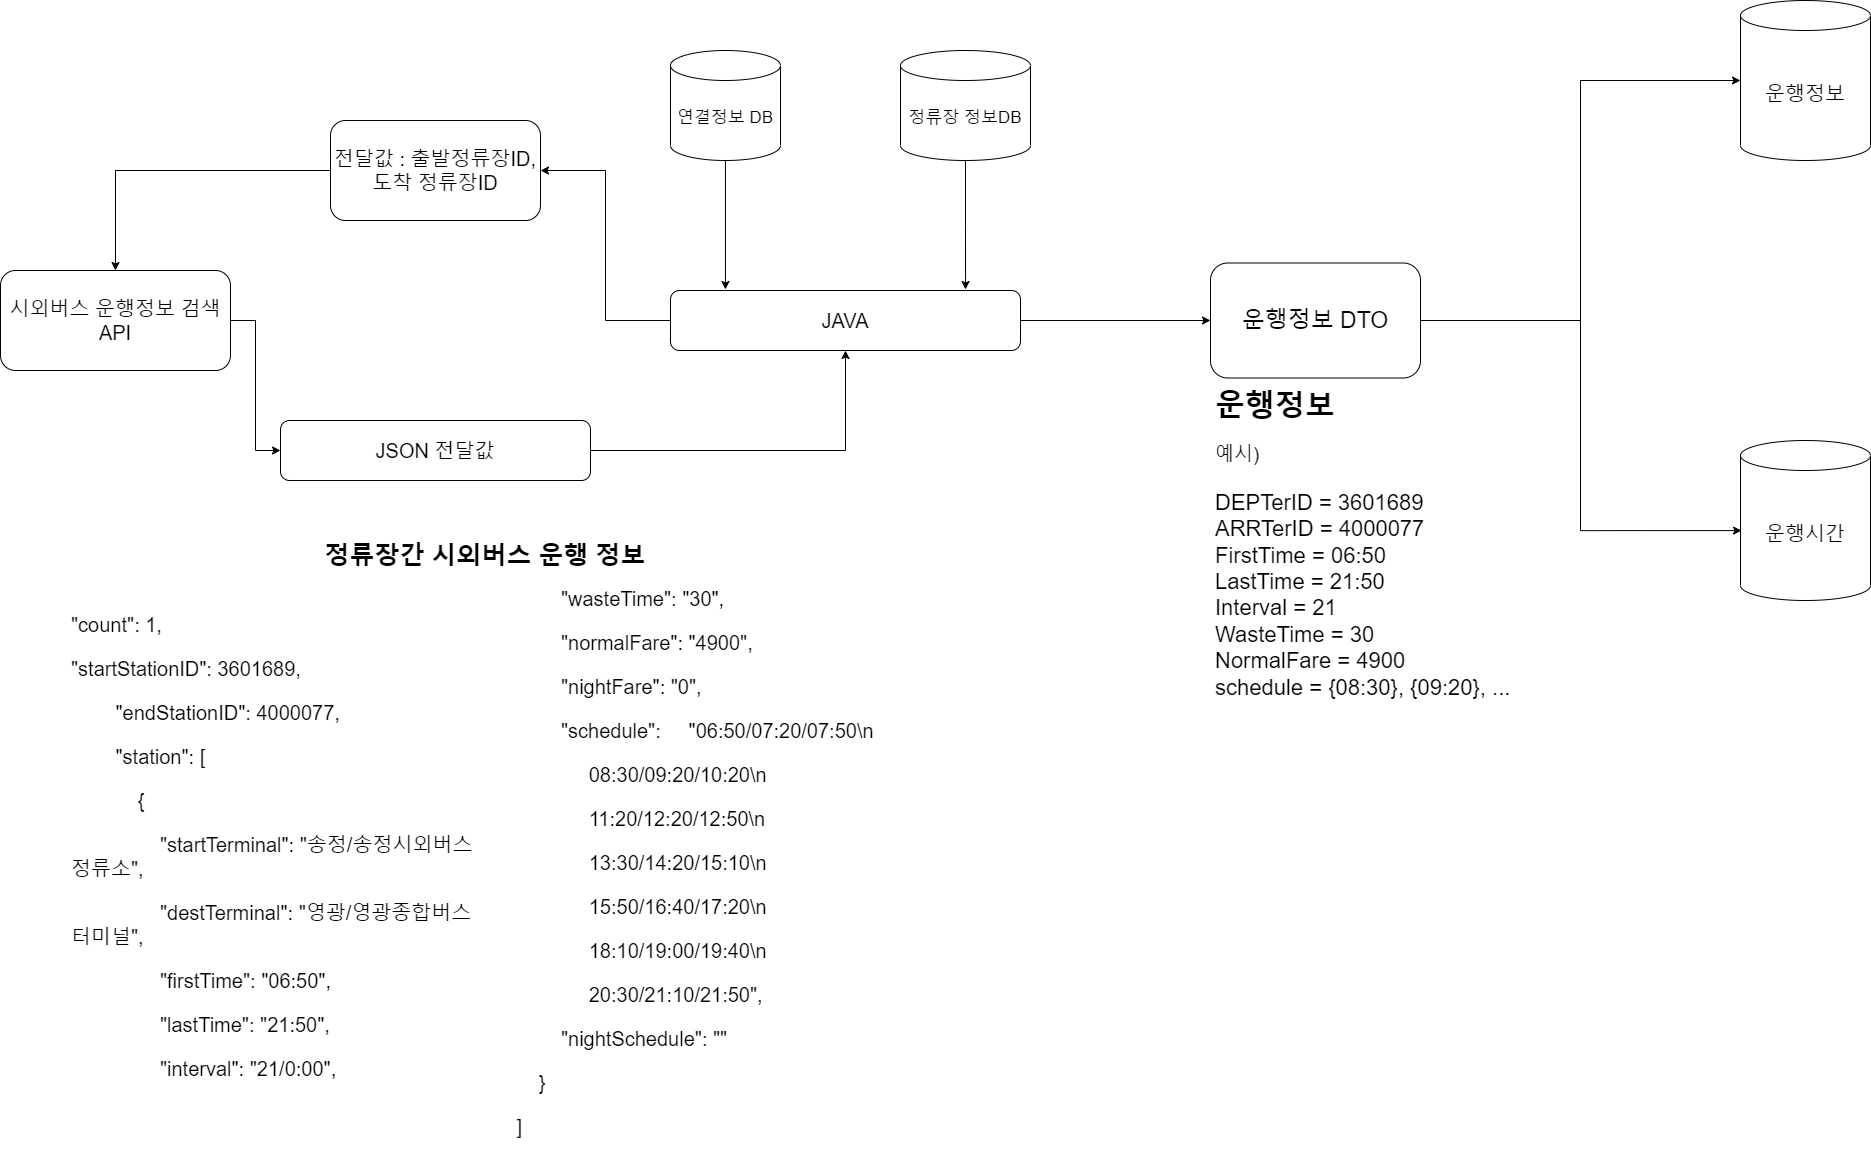 연결정보 DB
정류장 정보DB
운행정보
전달값 : 출발정류장ID,
도착 정류장ID
시외버스 운행정보 검색
API
JAVA
운행정보 DTO
JSON 전달값
운행시간
운행정보
예시)
DEPTerID = 3601689
ARRTerID = 4000077
FirstTime = 06:50
LastTime = 21:50
Interval = 21
WasteTime = 30
NormalFare = 4900
schedule = {08:30}, {09:20}, ...
정류장간 시외버스 운행 정보
"count": 1,
"startStationID": 3601689,
"endStationID": 4000077,
"station": [
{
"startTerminal": "송정/송정시외버스
정류소",
"destTerminal": "영광/영광종합버스
터미널",
"firstTime": "06:50",
"lastTime": "21:50",
"interval": "21/0:00",
"wasteTime": "30",
"normalFare": "4900",
"nightFare": "0",
"schedule": "06:50/07:20/07:50\n
08:30/09:20/10:20\n
11:20/12:20/12:50\n
13:30/14:20/15:10\n
15:50/16:40/17:20\n
18:10/19:00/19:40\n
20:30/21:10/21:50",
"nightSchedule": ""
}
]